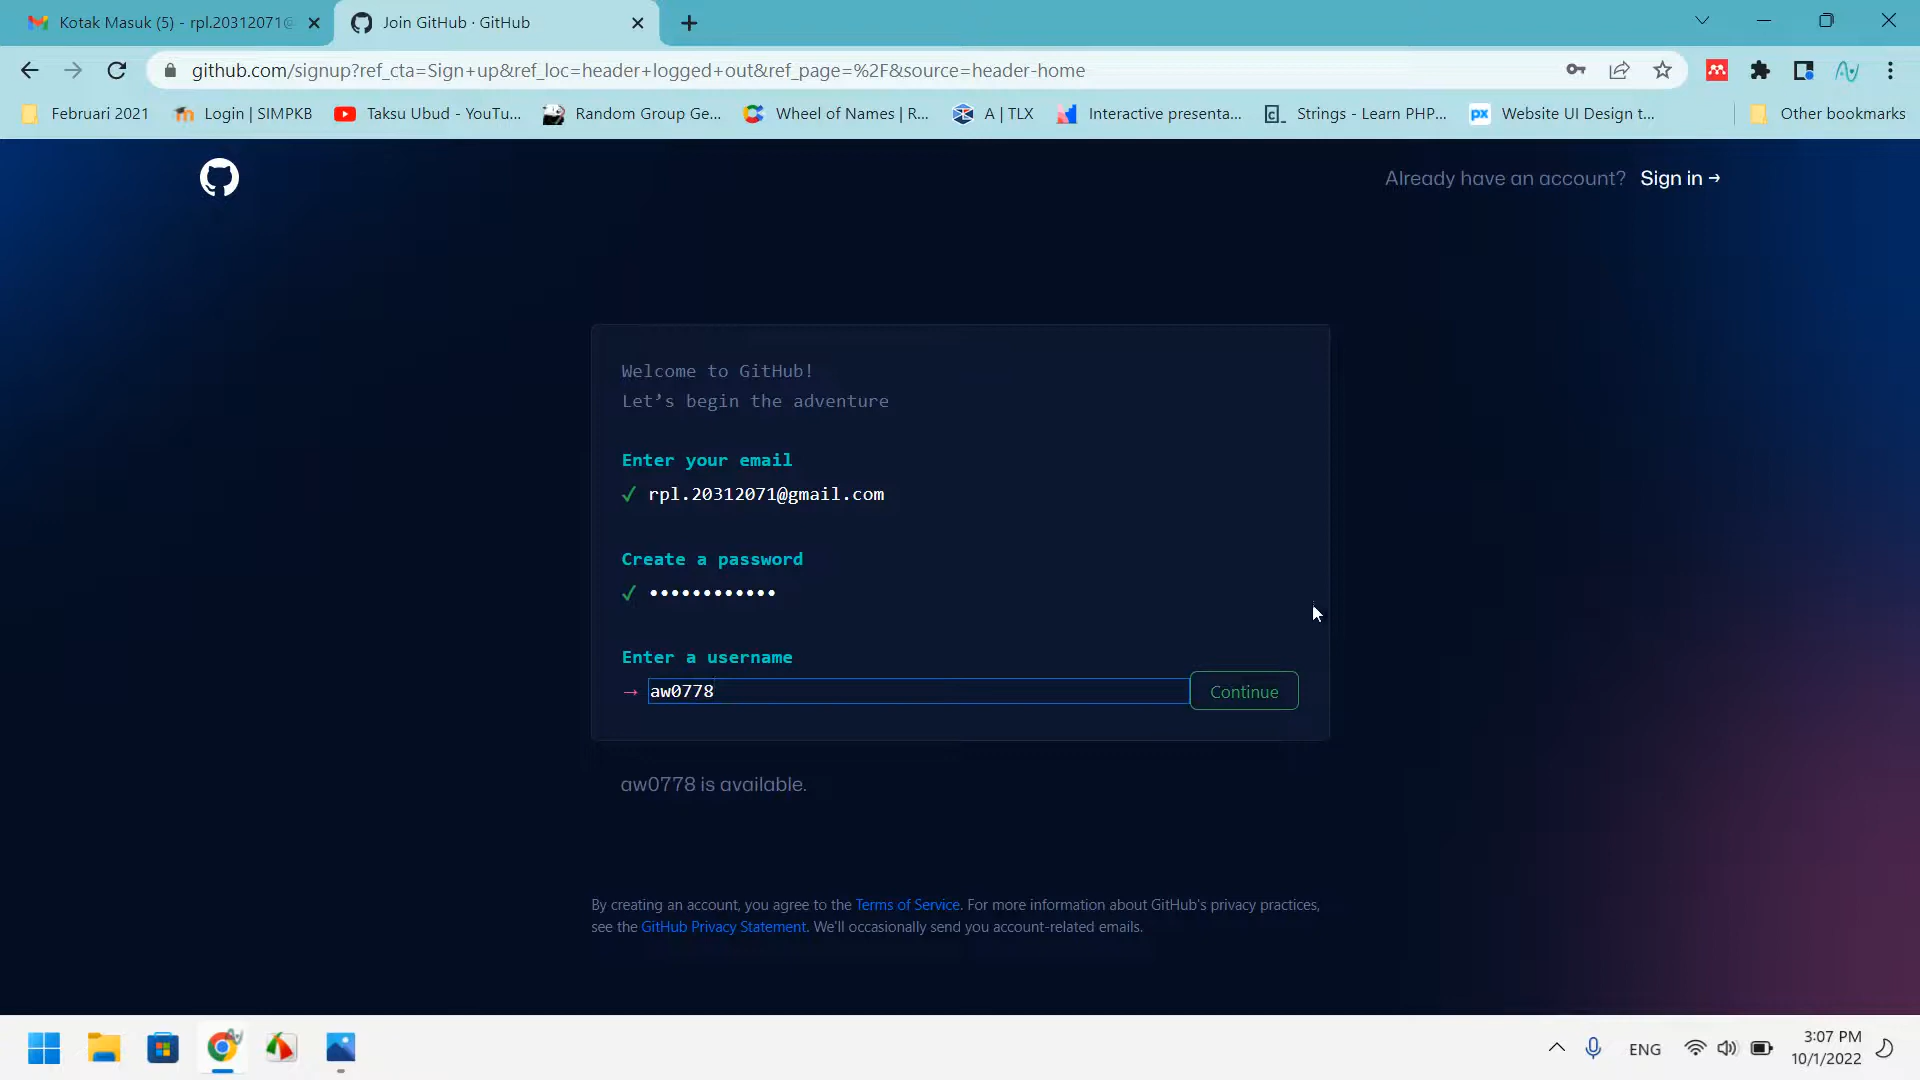 Kotak Masuk (5) - rpl.20312071@
Join GitHub · GitHub
github.com/signup?ref_cta=Sign+up&ref_loc=header+logged+out&ref_page=%2F&source=header-home
Februari 2021
Login | SIMPKB
Taksu Ubud - YouTu...
Random Group Ge...
Wheel of Names | R...
A | TLX
Interactive presenta...
Strings - Learn PHP...
px
Website UI Design t...
Other bookmarks
Already have an account? Sign in →
Welcome to GitHub!
Let's begin the adventure
Enter your email
✓ rpl.20312071@gmail.com
Create a password
✓ ••••••••••••
Enter a username
→ aw0778
Continue
aw0778 is available.
By creating an account, you agree to the Terms of Service. For more information about GitHub's privacy practices,
see the GitHub Privacy Statement. We'll occasionally send you account-related emails.
ENG
3:07 PM
10/1/2022